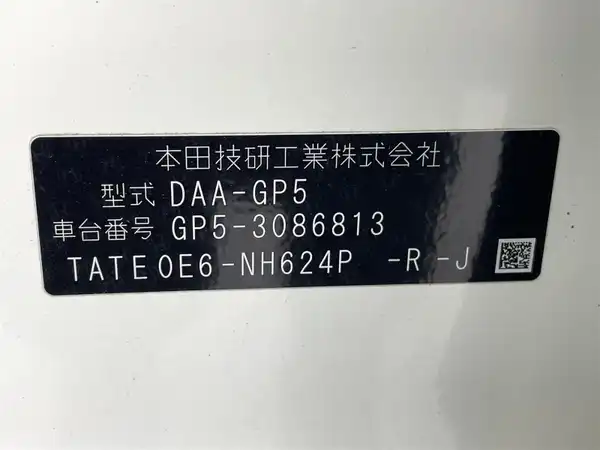 本田技研工業株式会社
型式 DAA-GP5
車台番号 GP5-3086813
TATE0E6-NH624P -R -J